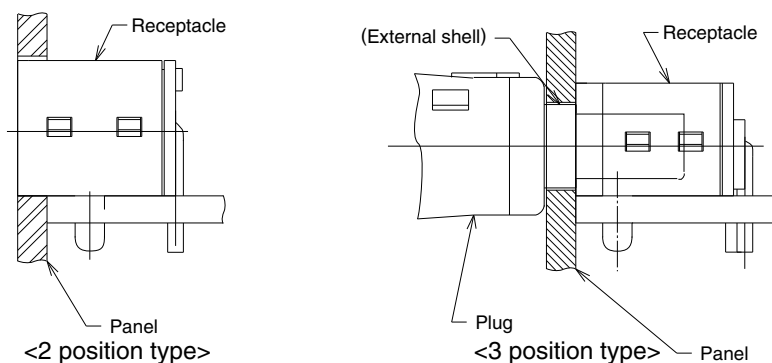 Receptacle
Panel
<2 position type>
(External shell)
Receptacle
Plug
Panel
<3 position type>